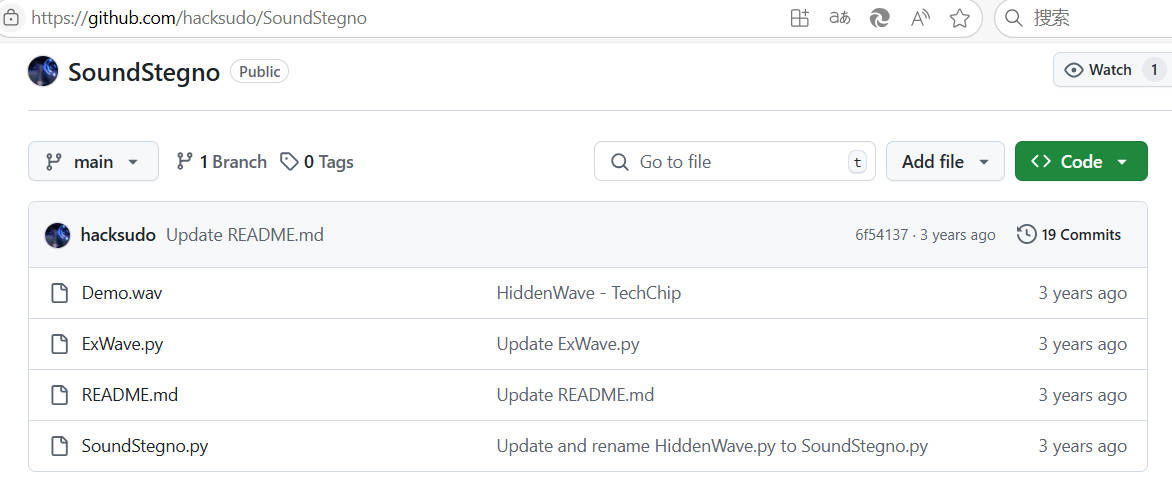 https://github.com/hacksudo/SoundStegno aあ A 搜索
SoundStegno Public Watch 1
main 1 Branch 0 Tags Go to file t Add file Code
hacksudo Update README.md 6f54137 · 3 years ago 19 Commits
Demo.wav HiddenWave - TechChip 3 years ago
ExWave.py Update ExWave.py 3 years ago
README.md Update README.md 3 years ago
SoundStegno.py Update and rename HiddenWave.py to SoundStegno.py 3 years ago